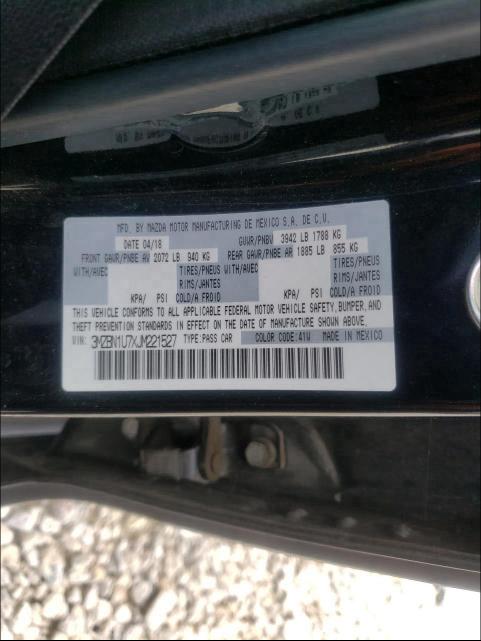 MFD. BY MAZDA MOTOR MANUFACTURING DE MEXICO S.A. DE C.V.
DATE 04/18 GVWR/PNBV 3942 LB 1788 KG
FRONT GAWR/PNBE AV 2072 LB 940 KG REAR GAWR/PNBE AR 1885 LB 855 KG
WITH/AVEC TIRES/PNEUS WITH/AVEC TIRES/PNEUS
RIMS/JANTES RIMS/JANTES
KPA/ PSI COLD/A FROID KPA/ PSI COLD/A FROID
THIS VEHICLE CONFORMS TO ALL APPLICABLE FEDERAL MOTOR VEHICLE SAFETY, BUMPER, AND
THEFT PREVENTION STANDARDS IN EFFECT ON THE DATE OF MANUFACTURE SHOWN ABOVE.
VIN: 3MZBN1U7XJM221527 TYPE:PASS CAR COLOR CODE:41W MADE IN MEXICO